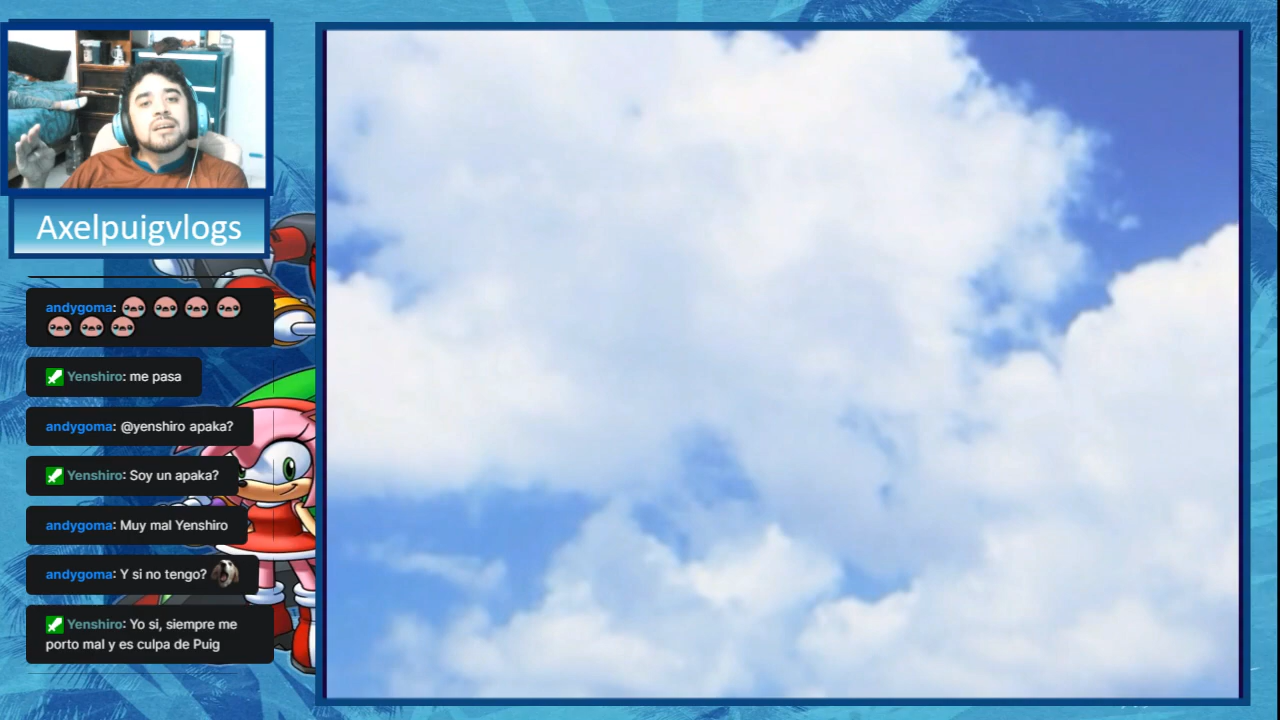 Axelpuigvlogs
andygoma:
Yenshiro: me pasa
andygoma: @yenshiro apaka?
Yenshiro: Soy un apaka?
andygoma: Muy mal Yenshiro
andygoma: Y si no tengo?
Yenshiro: Yo si, siempre me
porto mal y es culpa de Puig